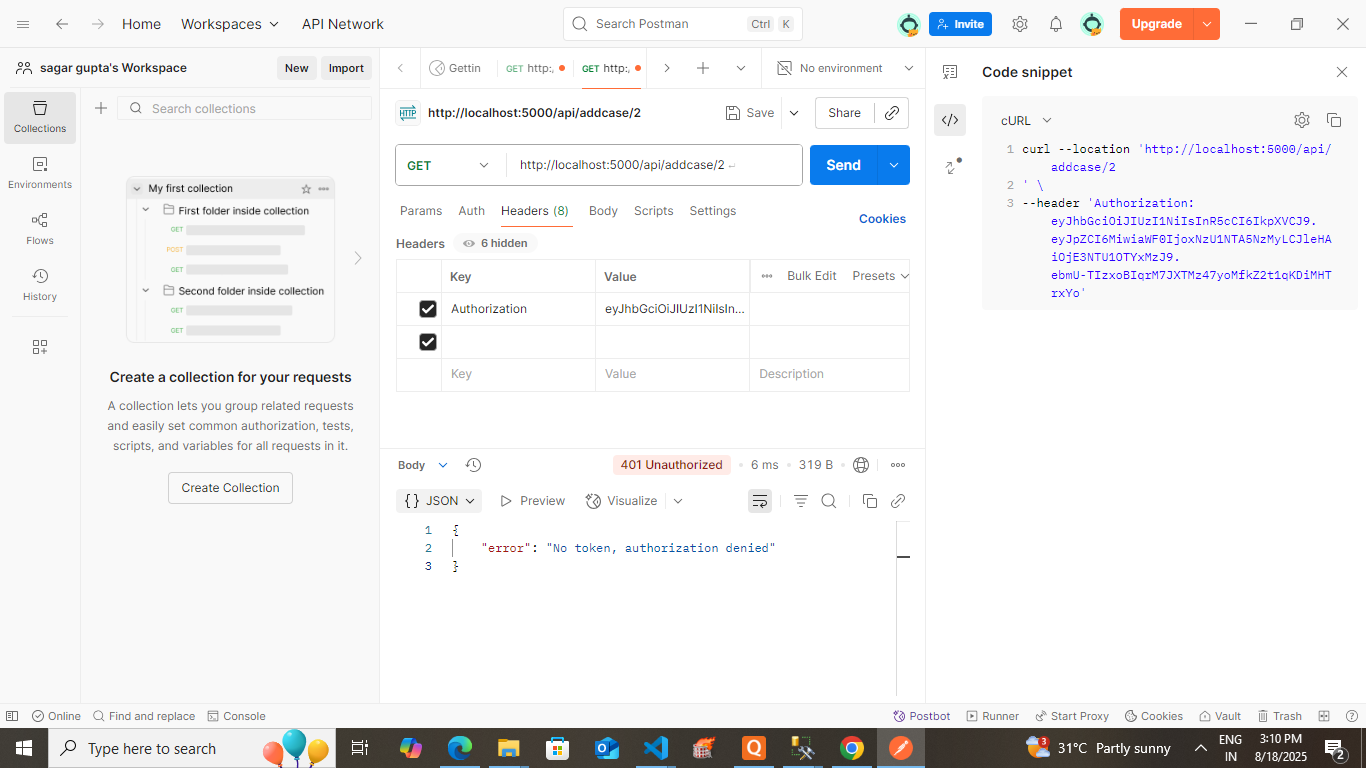 Home
Workspaces
API Network
Search Postman
Ctrl
K
Invite
Upgrade
sagar gupta's Workspace
New
Import
Gettin
GET http:,
GET http:,
No environment
Code snippet
Collections
Environments
Flows
History
Search collections
My first collection
First folder inside collection
GET
POST
GET
Second folder inside collection
GET
GET
Create a collection for your requests
A collection lets you group related requests
and easily set common authorization, tests,
scripts, and variables for all requests in it.
Create Collection
HTTP
http://localhost:5000/api/addcase/2
Save
Share
GET
http://localhost:5000/api/addcase/2
Send
Params
Auth
Headers (8)
Body
Scripts
Settings
Cookies
Headers
6 hidden
Key
Value
Bulk Edit
Presets
Authorization
eyJhbGciOiJIUzI1NiIsIn...
Key
Value
Description
Body
401 Unauthorized
6 ms
319 B
{} JSON
Preview
Visualize
1 {
2 "error": "No token, authorization denied"
3 }
cURL
1 curl --location 'http://localhost:5000/api/
addcase/2
2 ' \
3 --header 'Authorization:
eyJhbGciOiJIUzI1NiIsInR5cCI6IkpXVCJ9.
eyJpZCI6MiwiaWF0IjoxNzU1NTA5NzMyLCJleHA
iOjE3NTU1OTYxMzJ9.
ebmU-TIzxoBIqrM7JXTMz47yoMfkZ2t1qKDiMHT
rxYo'
Online
Find and replace
Console
Postbot
Runner
Start Proxy
Cookies
Vault
Trash
Type here to search
3
31°C Partly sunny
ENG
IN
3:10 PM
8/18/2025
2